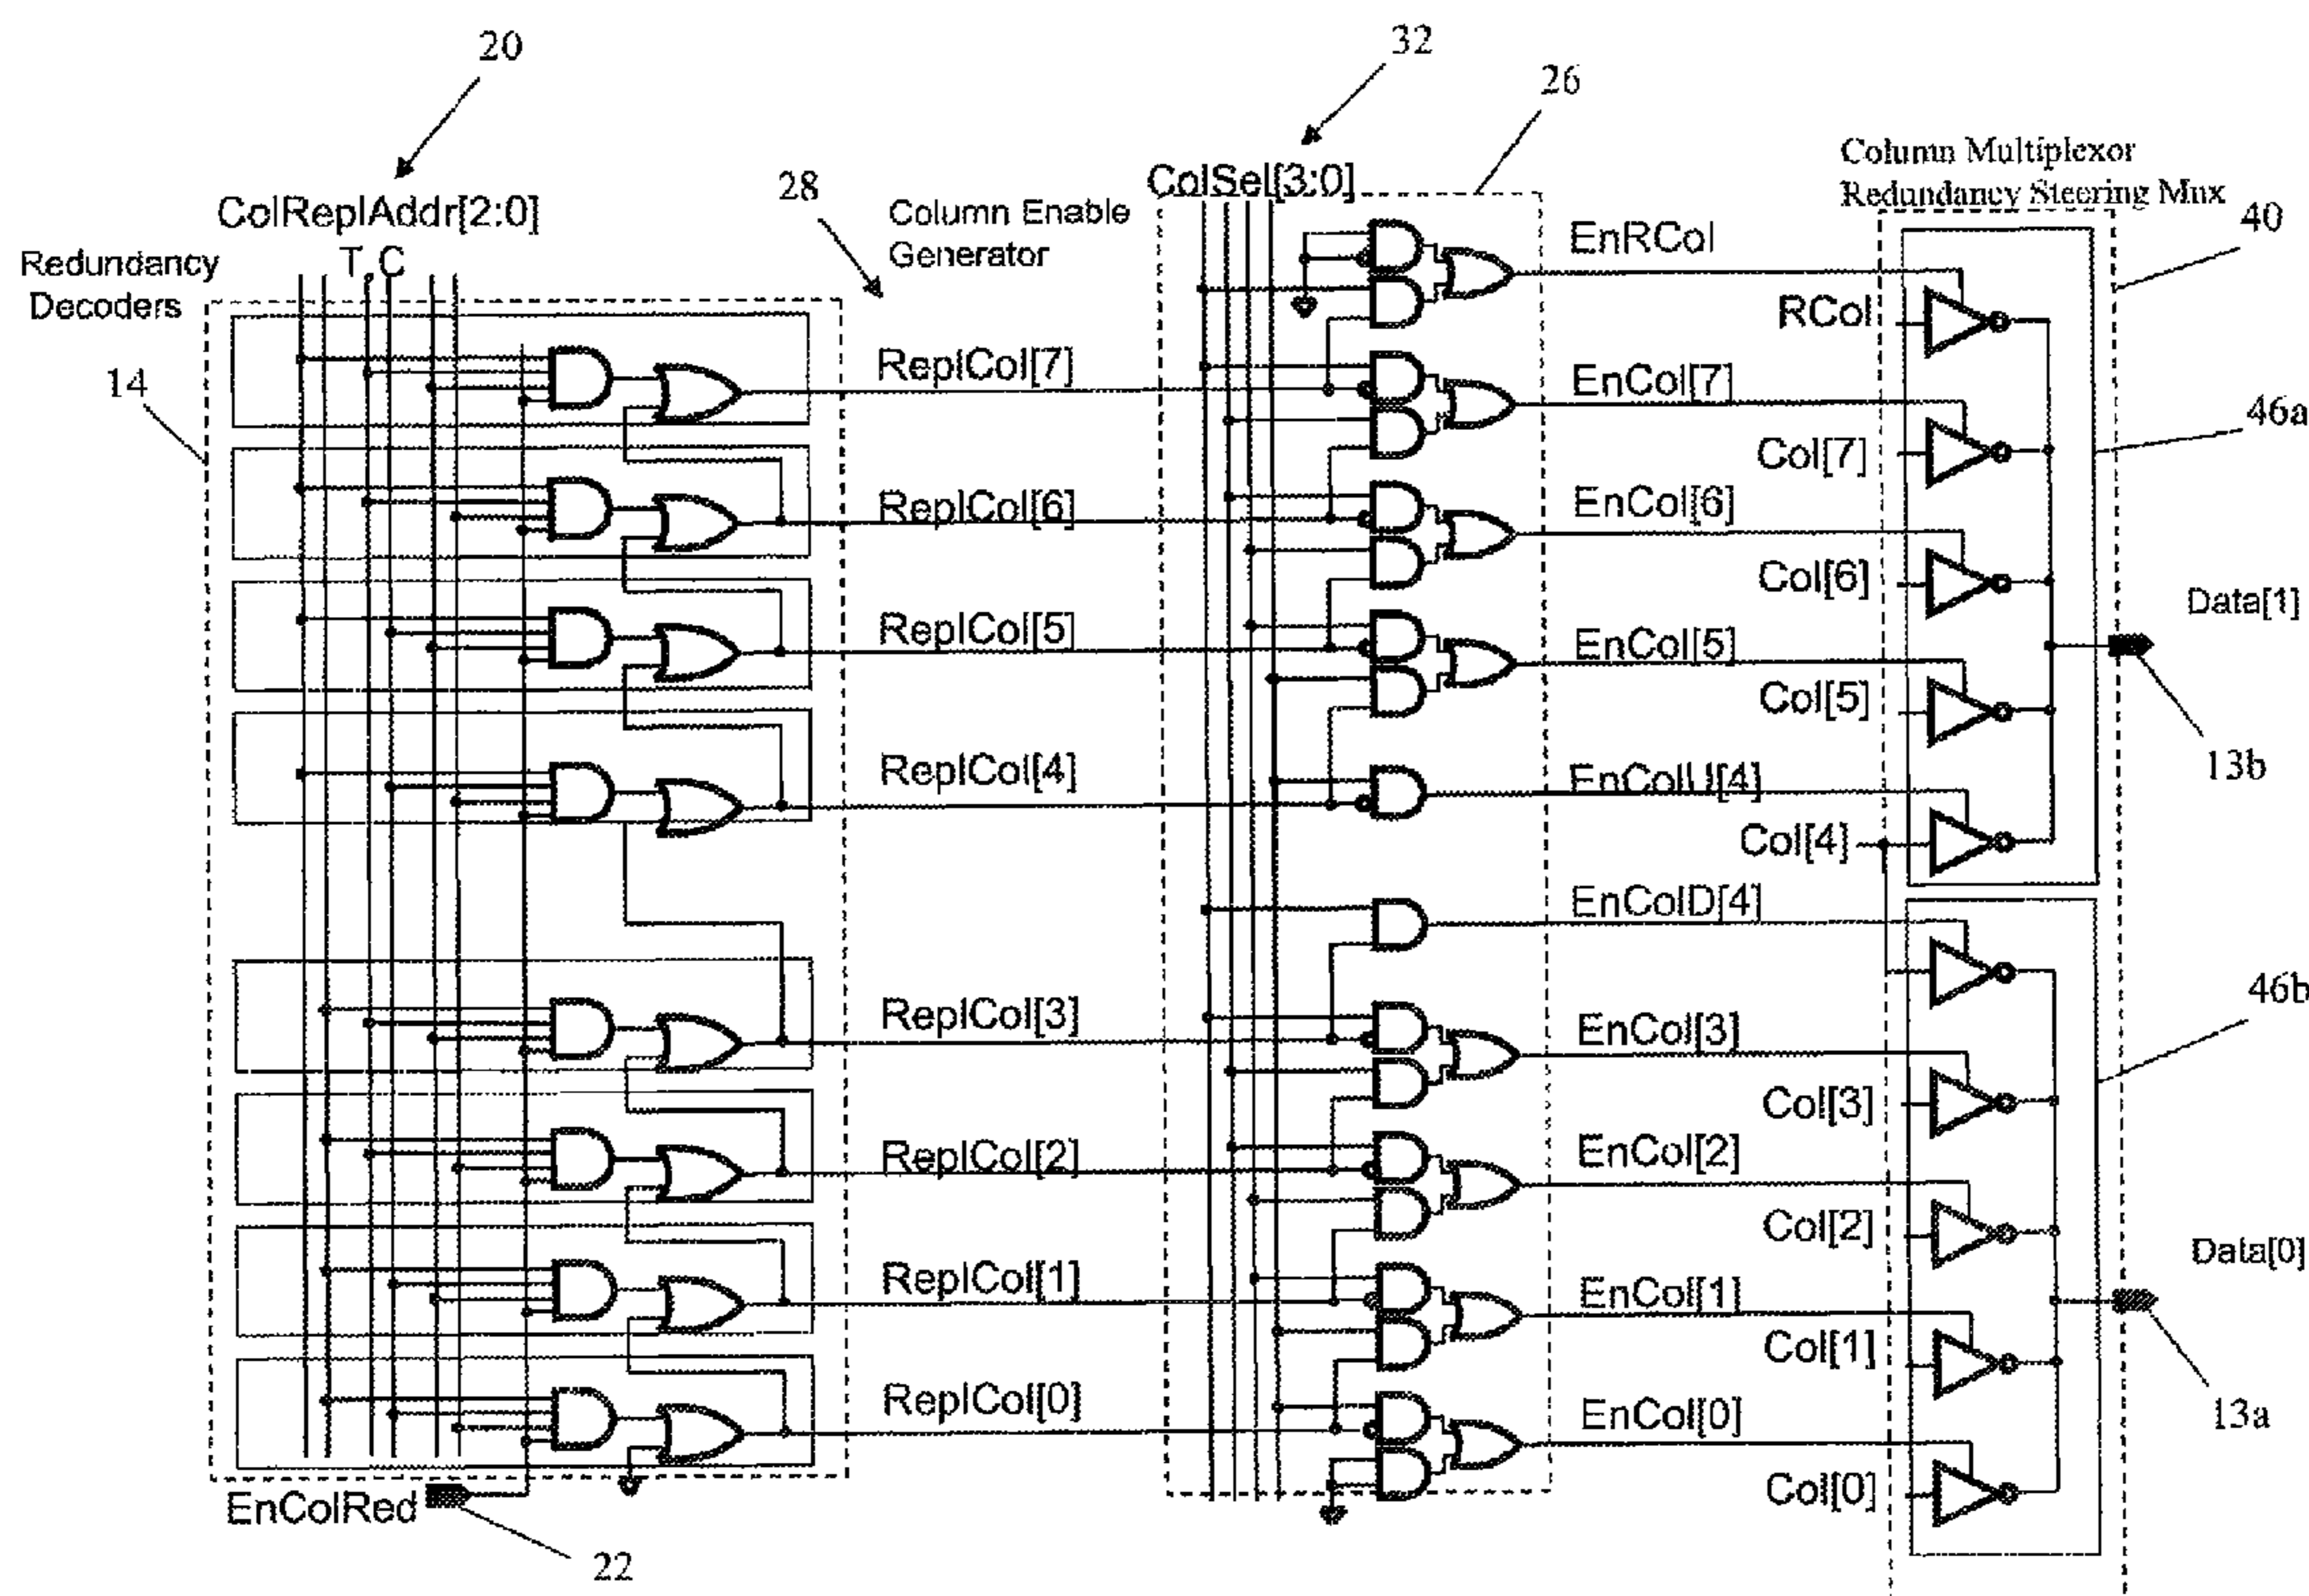 20
32
26
Column Multiplexor
Redundancy Steering Mux
40
ColSel[3:0]
28
Column Enable
Generator
ColReplAddr[2:0]
T C
Redundancy
Decoders
14
EnRCol
RCol
46a
ReplCol[7]
EnCol[7]
Col[7]
ReplCol[6]
EnCol[6]
Col[6]
Data[1]
ReplCol[5]
EnCol[5]
Col[5]
13b
ReplCol[4]
EnColU[4]
Col[4]
EnColD[4]
46b
ReplCol[3]
EnCol[3]
Col[3]
ReplCol[2]
EnCol[2]
Col[2]
Data[0]
ReplCol[1]
EnCol[1]
Col[1]
13a
ReplCol[0]
EnCol[0]
Col[0]
EnColRed
22